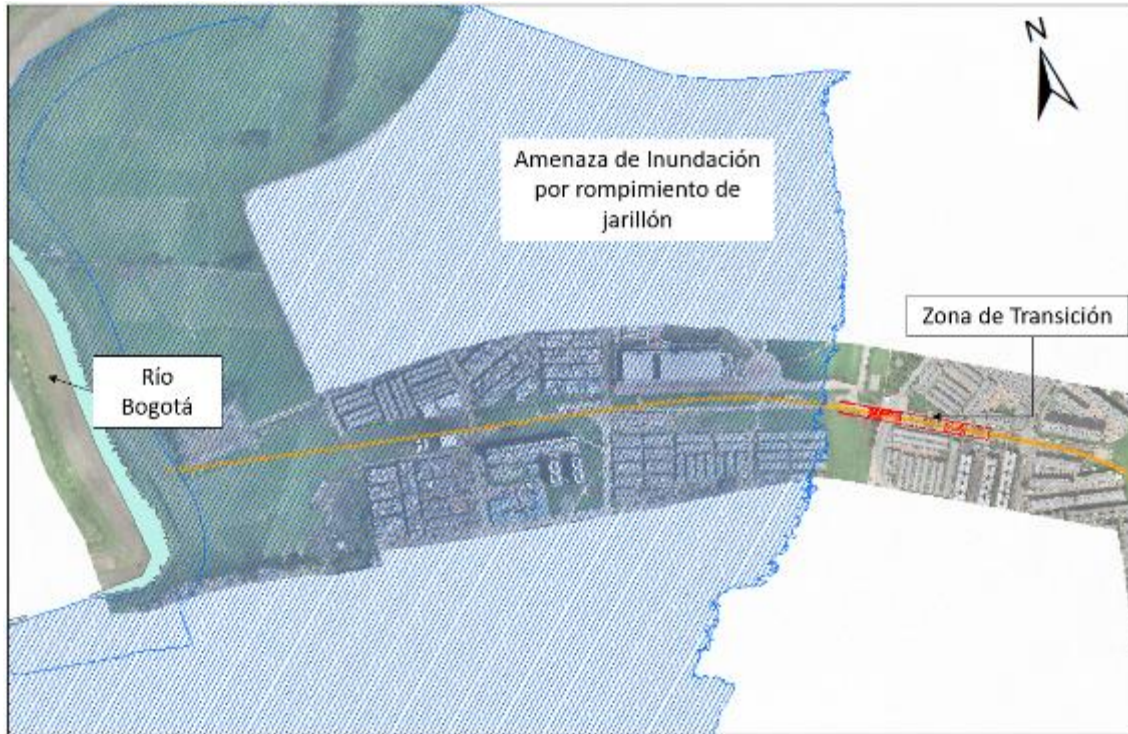 N
Amenaza de Inundación
por rompimiento de
jarillón
Zona de Transición
Río
Bogotá